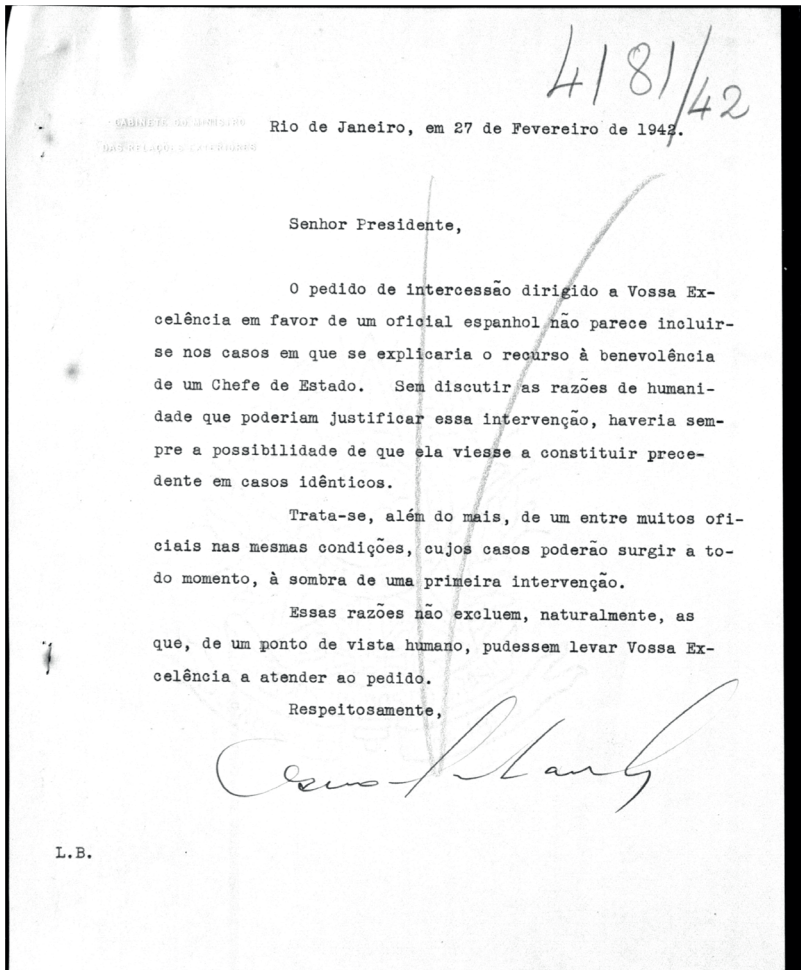 4181/42
GABINETE DO MINISTRO
DAS RELAÇÕES EXTERIORES
Rio de Janeiro, em 27 de Fevereiro de 1942.
Senhor Presidente,
O pedido de intercessão dirigido a Vossa Ex-
celência em favor de um oficial espanhol não parece incluir-
se nos casos em que se explicaria o recurso à benevolência
de um Chefe de Estado. Sem discutir as razões de humani-
dade que poderiam justificar essa intervenção, haveria sem-
pre a possibilidade de que ela viesse a constituir prece-
dente em casos idênticos.
Trata-se, além do mais, de um entre muitos ofi-
ciais nas mesmas condições, cujos casos poderão surgir a to-
do momento, à sombra de uma primeira intervenção.
Essas razões não excluem, naturalmente, as
que, de um ponto de vista humano, pudessem levar Vossa Ex-
celência a atender ao pedido.
Respeitosamente,
L.B.